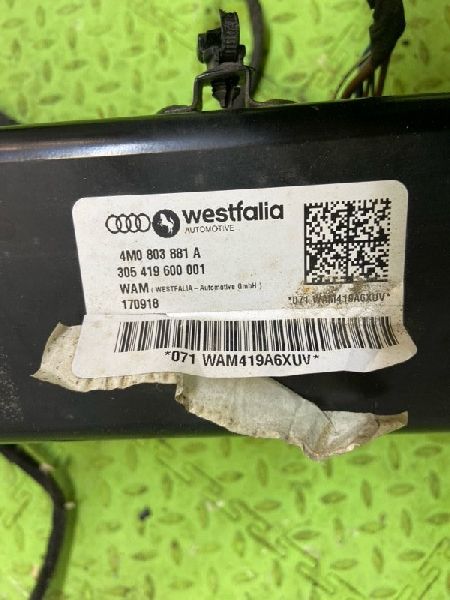 westfalia
AUTOMOTIVE
4M0 803 881 A
305 419 600 001
WAM ( WESTFALIA - Automotive GmbH )
170918
*071 WAM419A6XUV*
*071 WAM419A6XUV*